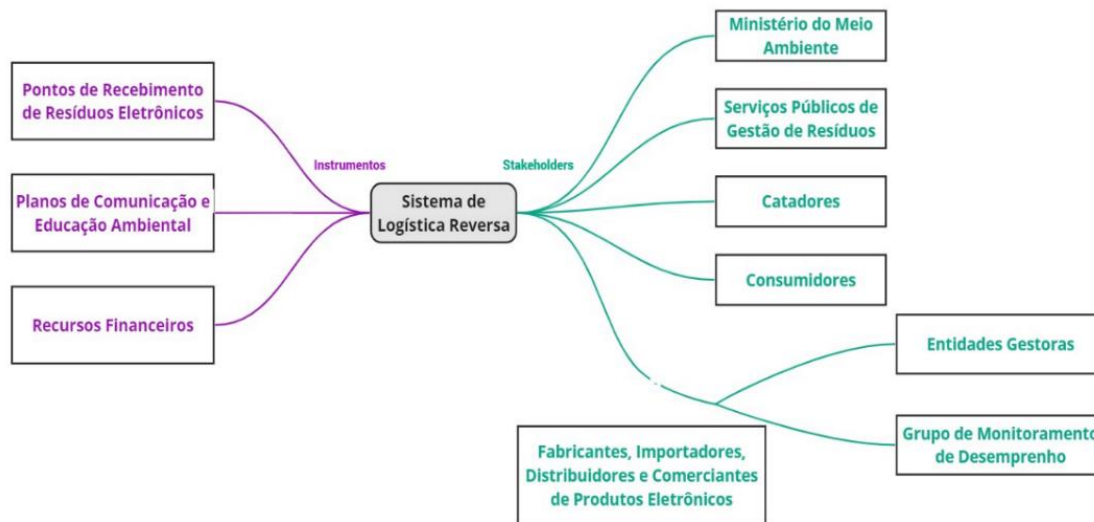 Pontos de Recebimento
de Resíduos Eletrônicos
Planos de Comunicação e
Educação Ambiental
Recursos Financeiros
Instrumentos
Sistema de
Logística Reversa
Stakeholders
Ministério do Meio
Ambiente
Serviços Públicos de
Gestão de Resíduos
Catadores
Consumidores
Fabricantes, Importadores,
Distribuidores e Comerciantes
de Produtos Eletrônicos
Entidades Gestoras
Grupo de Monitoramento
de Desemprenho